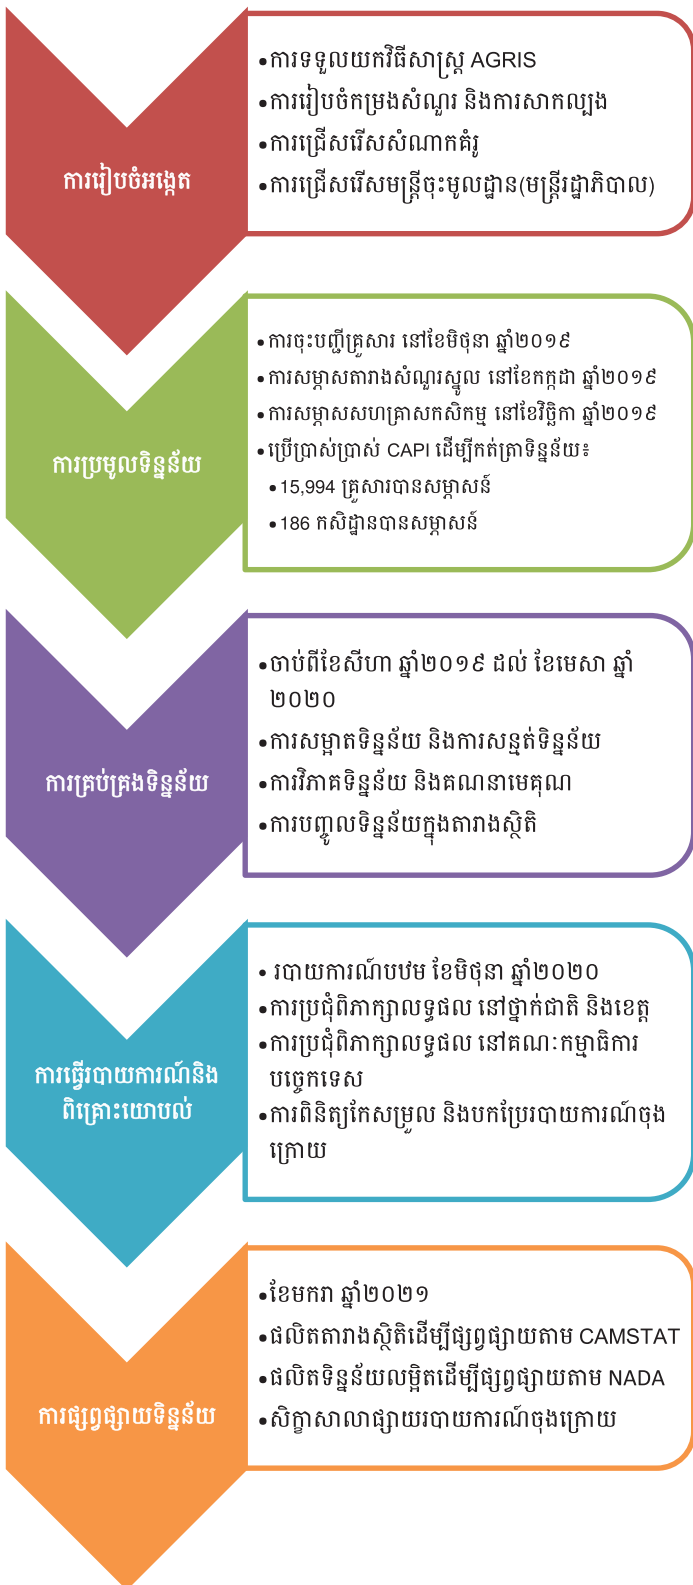 ការរៀបចំអង្កេត
•ការទទួលយកវិធីសាស្ត្រ AGRIS
•ការរៀបចំកម្រងសំណួរ និងការសាកល្បង
•ការជ្រើសរើសសំណាកគំរូ
•ការជ្រើសរើសមន្ត្រីចុះមូលដ្ឋាន(មន្ត្រីរដ្ឋាភិបាល)
ការប្រមូលទិន្នន័យ
•ការចុះបញ្ជីគ្រួសារ នៅខែមិថុនា ឆ្នាំ២០១៩
•ការសម្ភាសតារាងសំណួរស្នូល នៅខែកក្កដា ឆ្នាំ២០១៩
•ការសម្ភាសសហគ្រាសកសិកម្ម នៅខែវិច្ឆិកា ឆ្នាំ២០១៩
•ប្រើប្រាស់ប្រាស់ CAPI ដើម្បីកត់ត្រាទិន្នន័យ៖
•15,994 គ្រួសារបានសម្ភាសន៍
•186 កសិដ្ឋានបានសម្ភាសន៍
ការគ្រប់គ្រងទិន្នន័យ
•ចាប់ពីខែសីហា ឆ្នាំ២០១៩ ដល់ ខែមេសា ឆ្នាំ
២០២០
•ការសម្អាតទិន្នន័យ និងការសន្មត់ទិន្នន័យ
•ការវិភាគទិន្នន័យ និងគណនាមេគុណ
•ការបញ្ចូលទិន្នន័យក្នុងតារាងស្ថិតិ
ការធ្វើរបាយការណ៍និង
ពិគ្រោះយោបល់
• របាយការណ៍បឋម ខែមិថុនា ឆ្នាំ២០២០
•ការប្រជុំពិភាក្សាលទ្ធផល នៅថ្នាក់ជាតិ និងខេត្ត
•ការប្រជុំពិភាក្សាលទ្ធផល នៅគណៈកម្មាធិការ
បច្ចេកទេស
•ការពិនិត្យកែសម្រួល និងបកប្រែរបាយការណ៍ចុង
ក្រោយ
ការផ្សព្វផ្សាយទិន្នន័យ
•ខែមករា ឆ្នាំ២០២១
•ផលិតតារាងស្ថិតិដើម្បីផ្សព្វផ្សាយតាម CAMSTAT
•ផលិតទិន្នន័យលម្អិតដើម្បីផ្សព្វផ្សាយតាម NADA
•សិក្ខាសាលាផ្សាយរបាយការណ៍ចុងក្រោយ